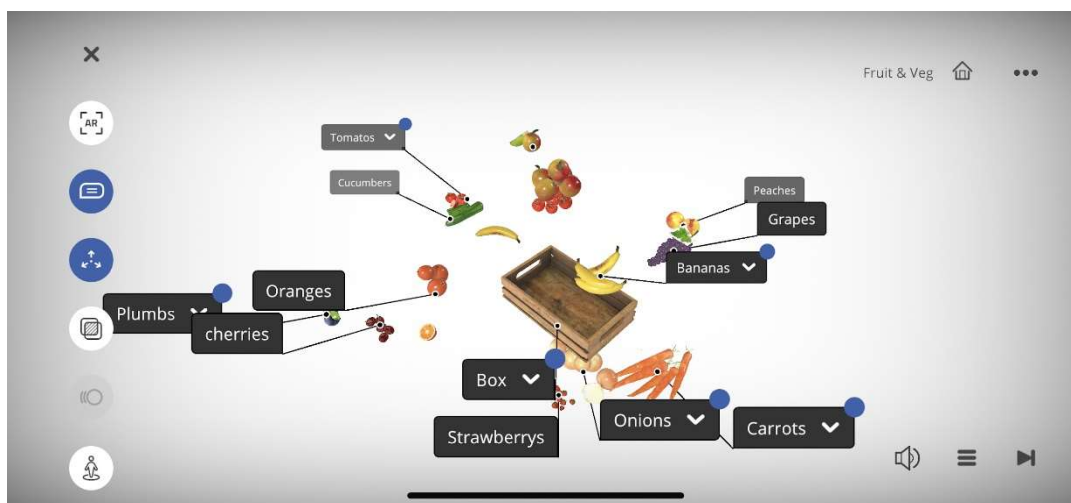 Fruit & Veg
AR
Tomatos
Cucumbers
Peaches
Grapes
Bananas
Oranges
Plumbs
cherries
Box
Onions
Carrots
Strawberrys